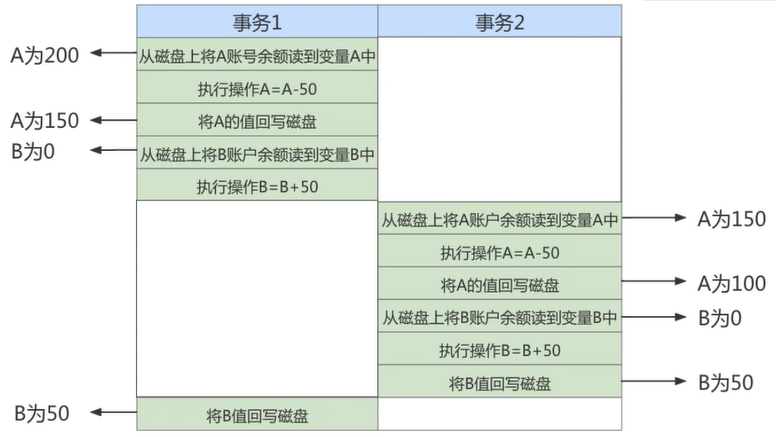 事务1 事务2
A为200 从磁盘上将A账号余额读到变量A中
执行操作A=A-50
A为150 将A的值回写磁盘
B为0 从磁盘上将B账户余额读到变量B中
执行操作B=B+50
从磁盘上将A账户余额读到变量A中 A为150
执行操作A=A-50
将A的值回写磁盘 A为100
从磁盘上将B账户余额读到变量B中 B为0
执行操作B=B+50
将B值回写磁盘 B为50
B为50 将B值回写磁盘